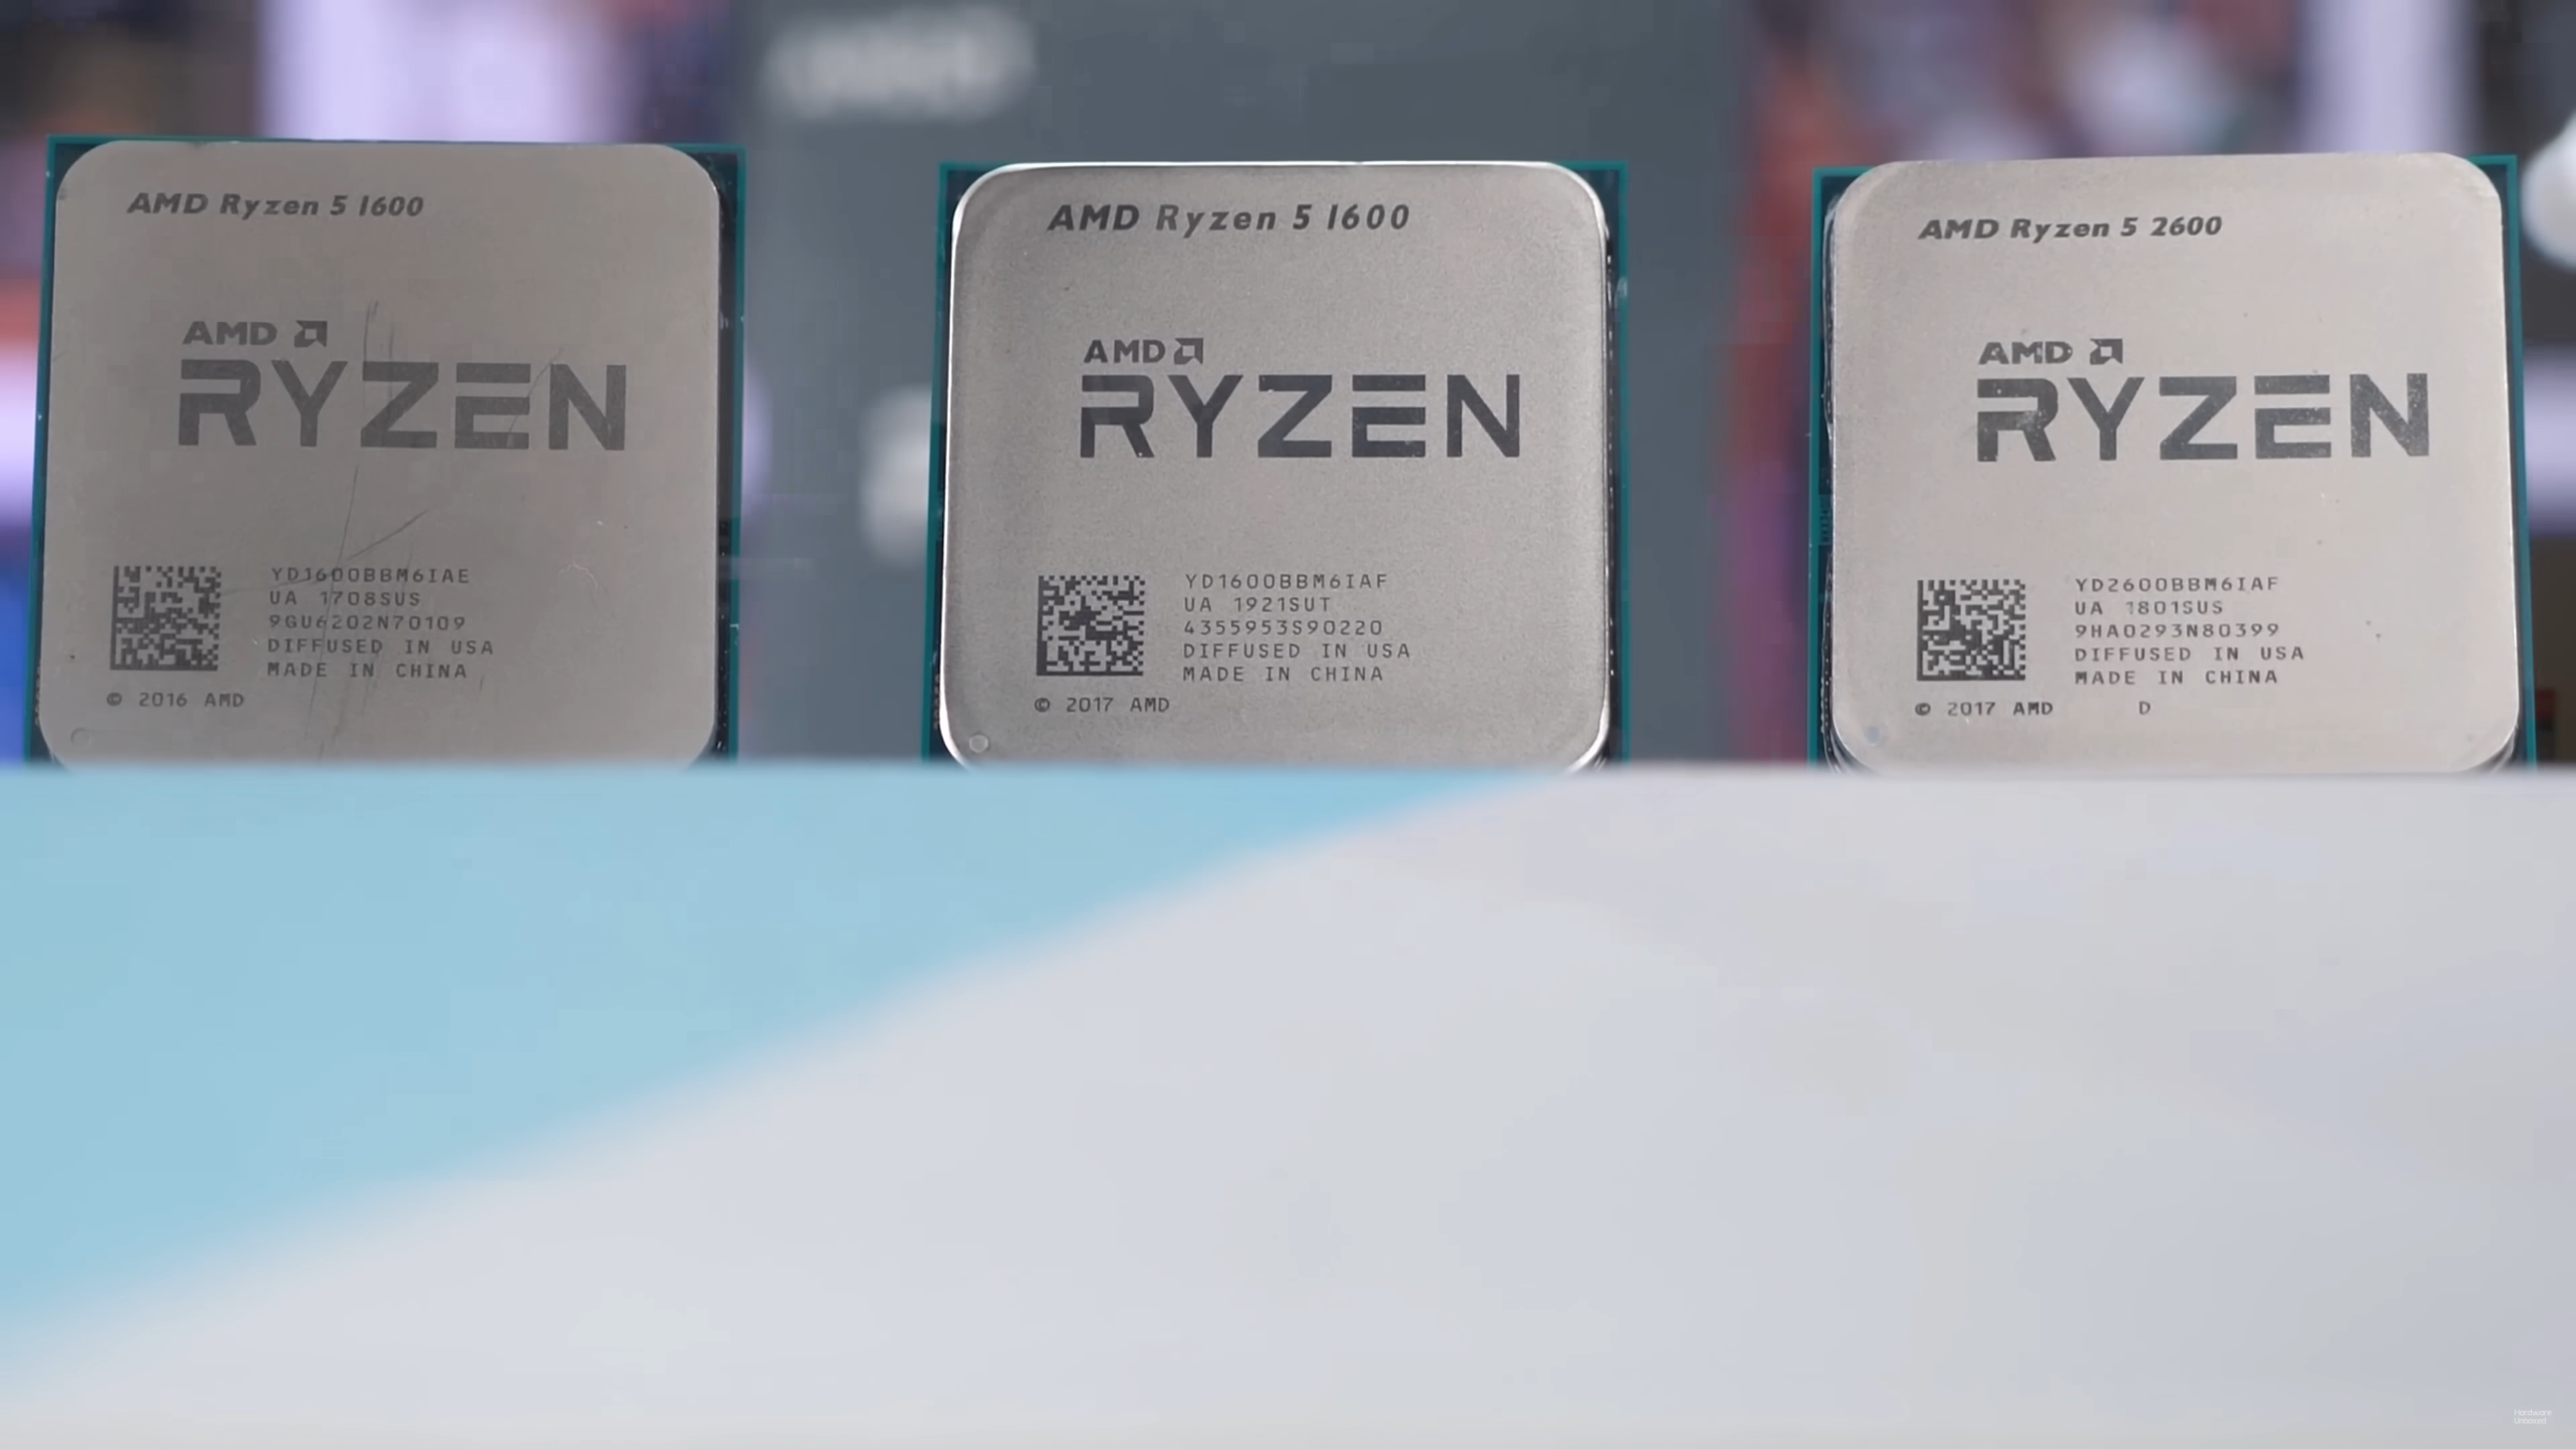 AMD Ryzen 5 1600
AMD
RYZEN
YD1600BBM6IAE
UA 1708SUS
9GU6202N70109
DIFFUSED IN USA
MADE IN CHINA
© 2016 AMD
AMD Ryzen 5 1600
AMD
RYZEN
YD1600BBM6IAF
UA 1921SUT
4355953S90220
DIFFUSED IN USA
MADE IN CHINA
© 2017 AMD
AMD Ryzen 5 2600
AMD
RYZEN
YD2600BBM6IAF
UA 1801SUS
9HA0293N80399
DIFFUSED IN USA
MADE IN CHINA
© 2017 AMD D
Hardware
Unboxed